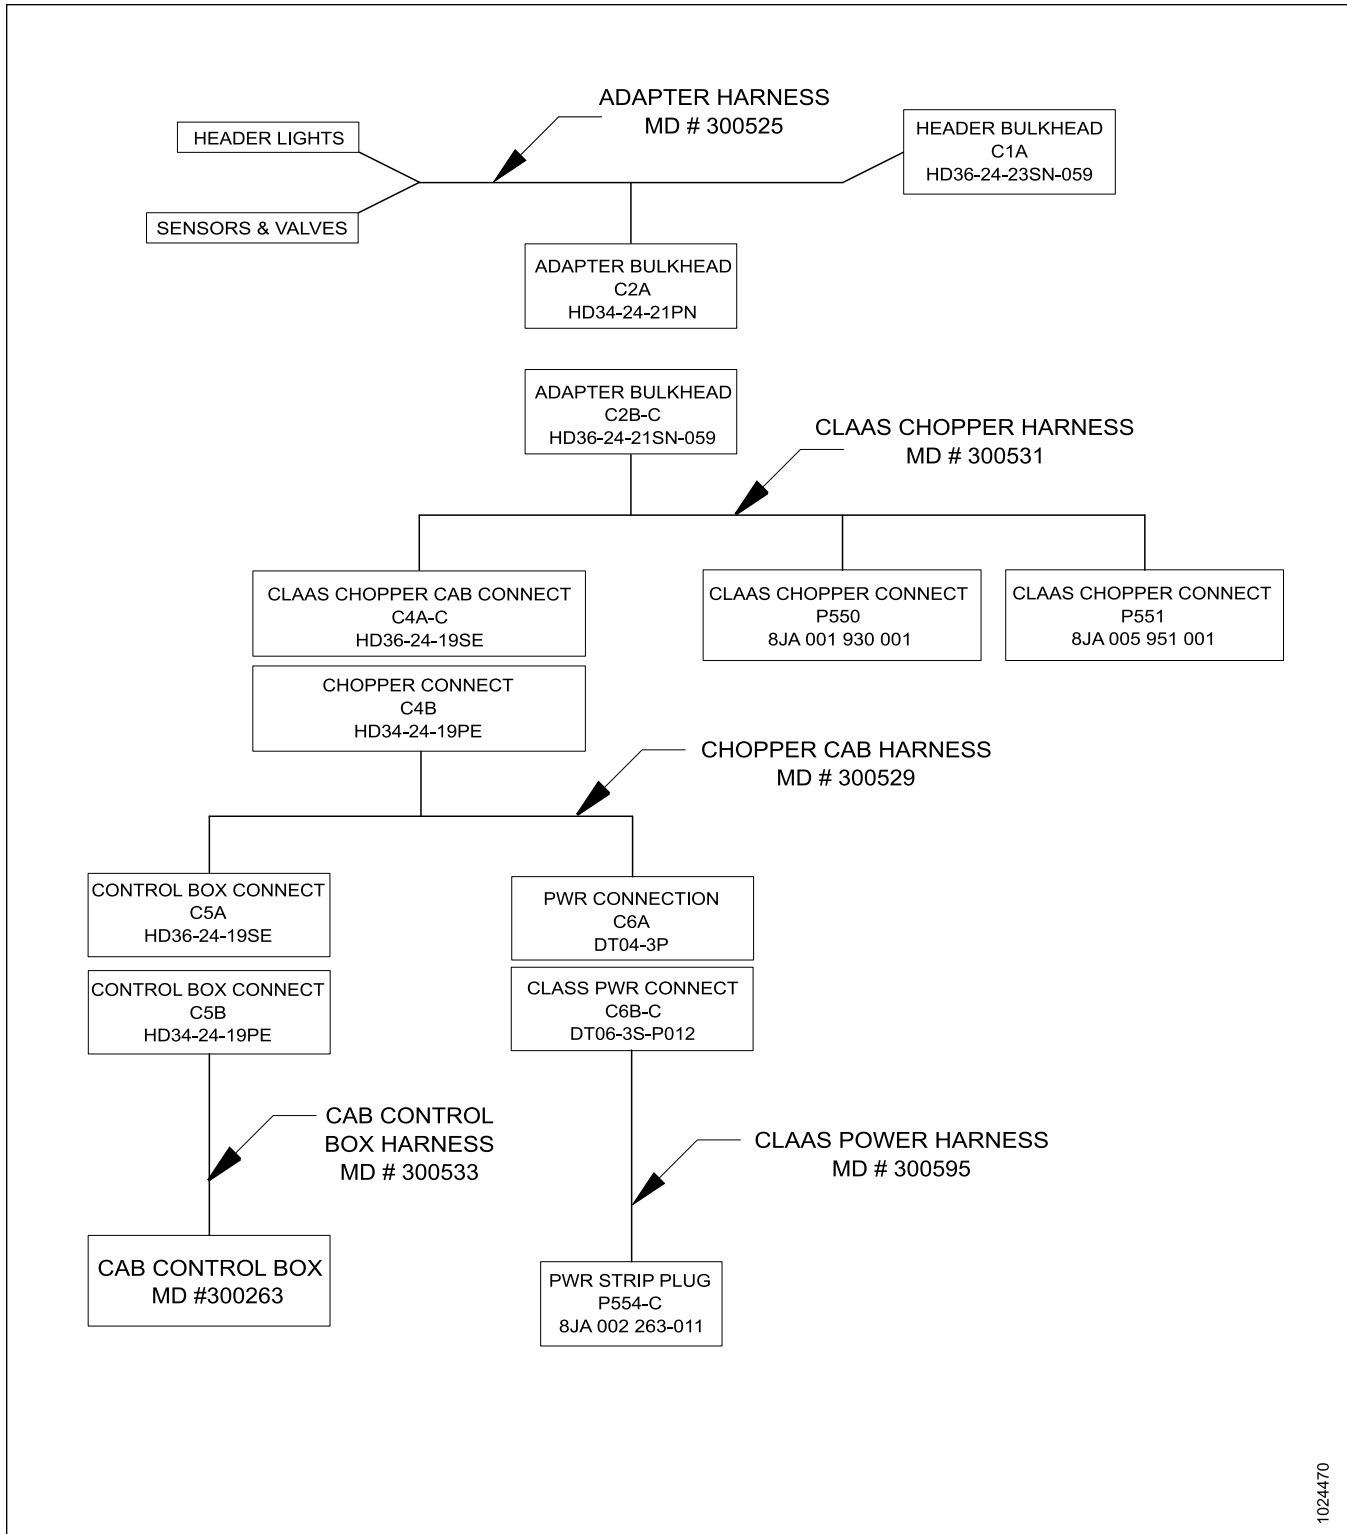 ADAPTER HARNESS
MD # 300525
HEADER LIGHTS
HEADER BULKHEAD
C1A
HD36-24-23SN-059
SENSORS & VALVES
ADAPTER BULKHEAD
C2A
HD34-24-21PN
ADAPTER BULKHEAD
C2B-C
HD36-24-21SN-059
CLAAS CHOPPER HARNESS
MD # 300531
CLAAS CHOPPER CAB CONNECT
C4A-C
HD36-24-19SE
CLAAS CHOPPER CONNECT
P550
8JA 001 930 001
CLAAS CHOPPER CONNECT
P551
8JA 005 951 001
CHOPPER CONNECT
C4B
HD34-24-19PE
CHOPPER CAB HARNESS
MD # 300529
CONTROL BOX CONNECT
C5A
HD36-24-19SE
PWR CONNECTION
C6A
DT04-3P
CONTROL BOX CONNECT
C5B
HD34-24-19PE
CLASS PWR CONNECT
C6B-C
DT06-3S-P012
CAB CONTROL
BOX HARNESS
MD # 300533
CLAAS POWER HARNESS
MD # 300595
CAB CONTROL BOX
MD #300263
PWR STRIP PLUG
P554-C
8JA 002 263-011
1024470